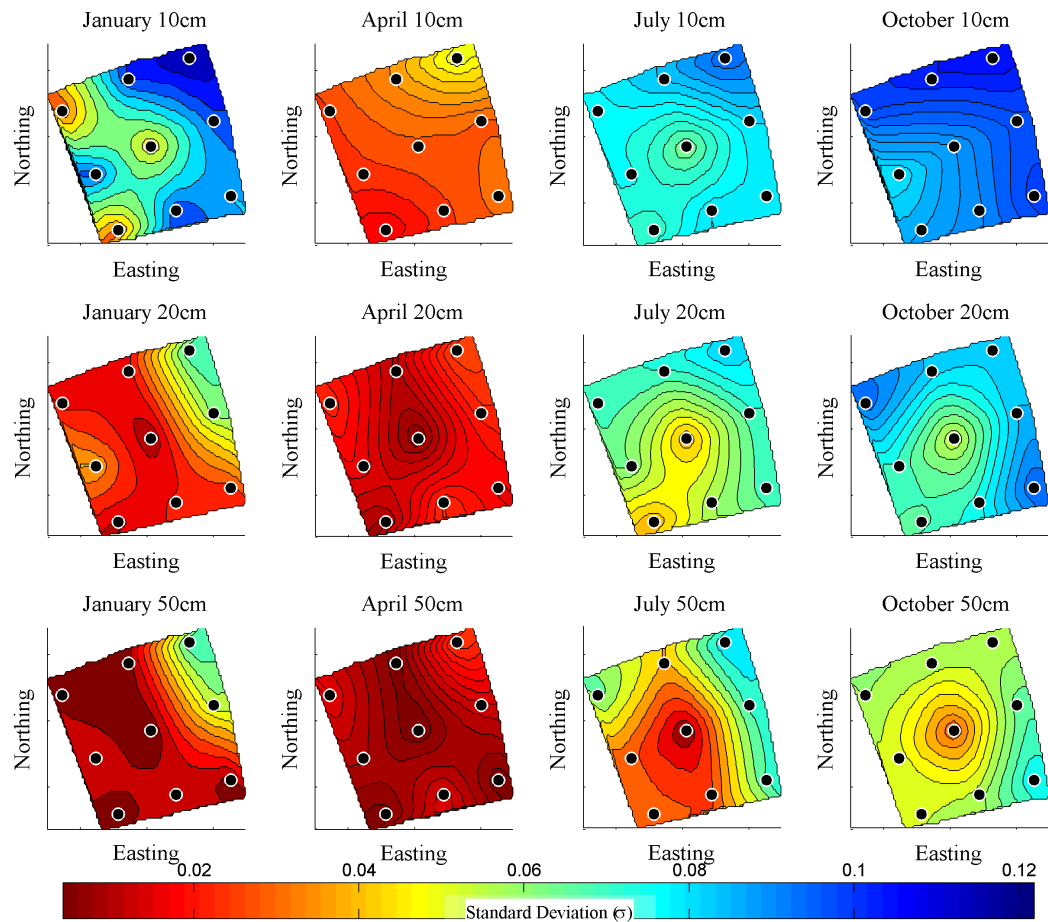 January 10cm April 10cm July 10cm October 10cm
Northing Northing Northing Northing
Easting Easting Easting Easting
January 20cm April 20cm July 20cm October 20cm
Northing Northing Northing Northing
Easting Easting Easting Easting
January 50cm April 50cm July 50cm October 50cm
Northing Northing Northing Northing
Easting Easting Easting Easting
0.02 0.04 0.06 0.08 0.1 0.12
Standard Deviation (σ)